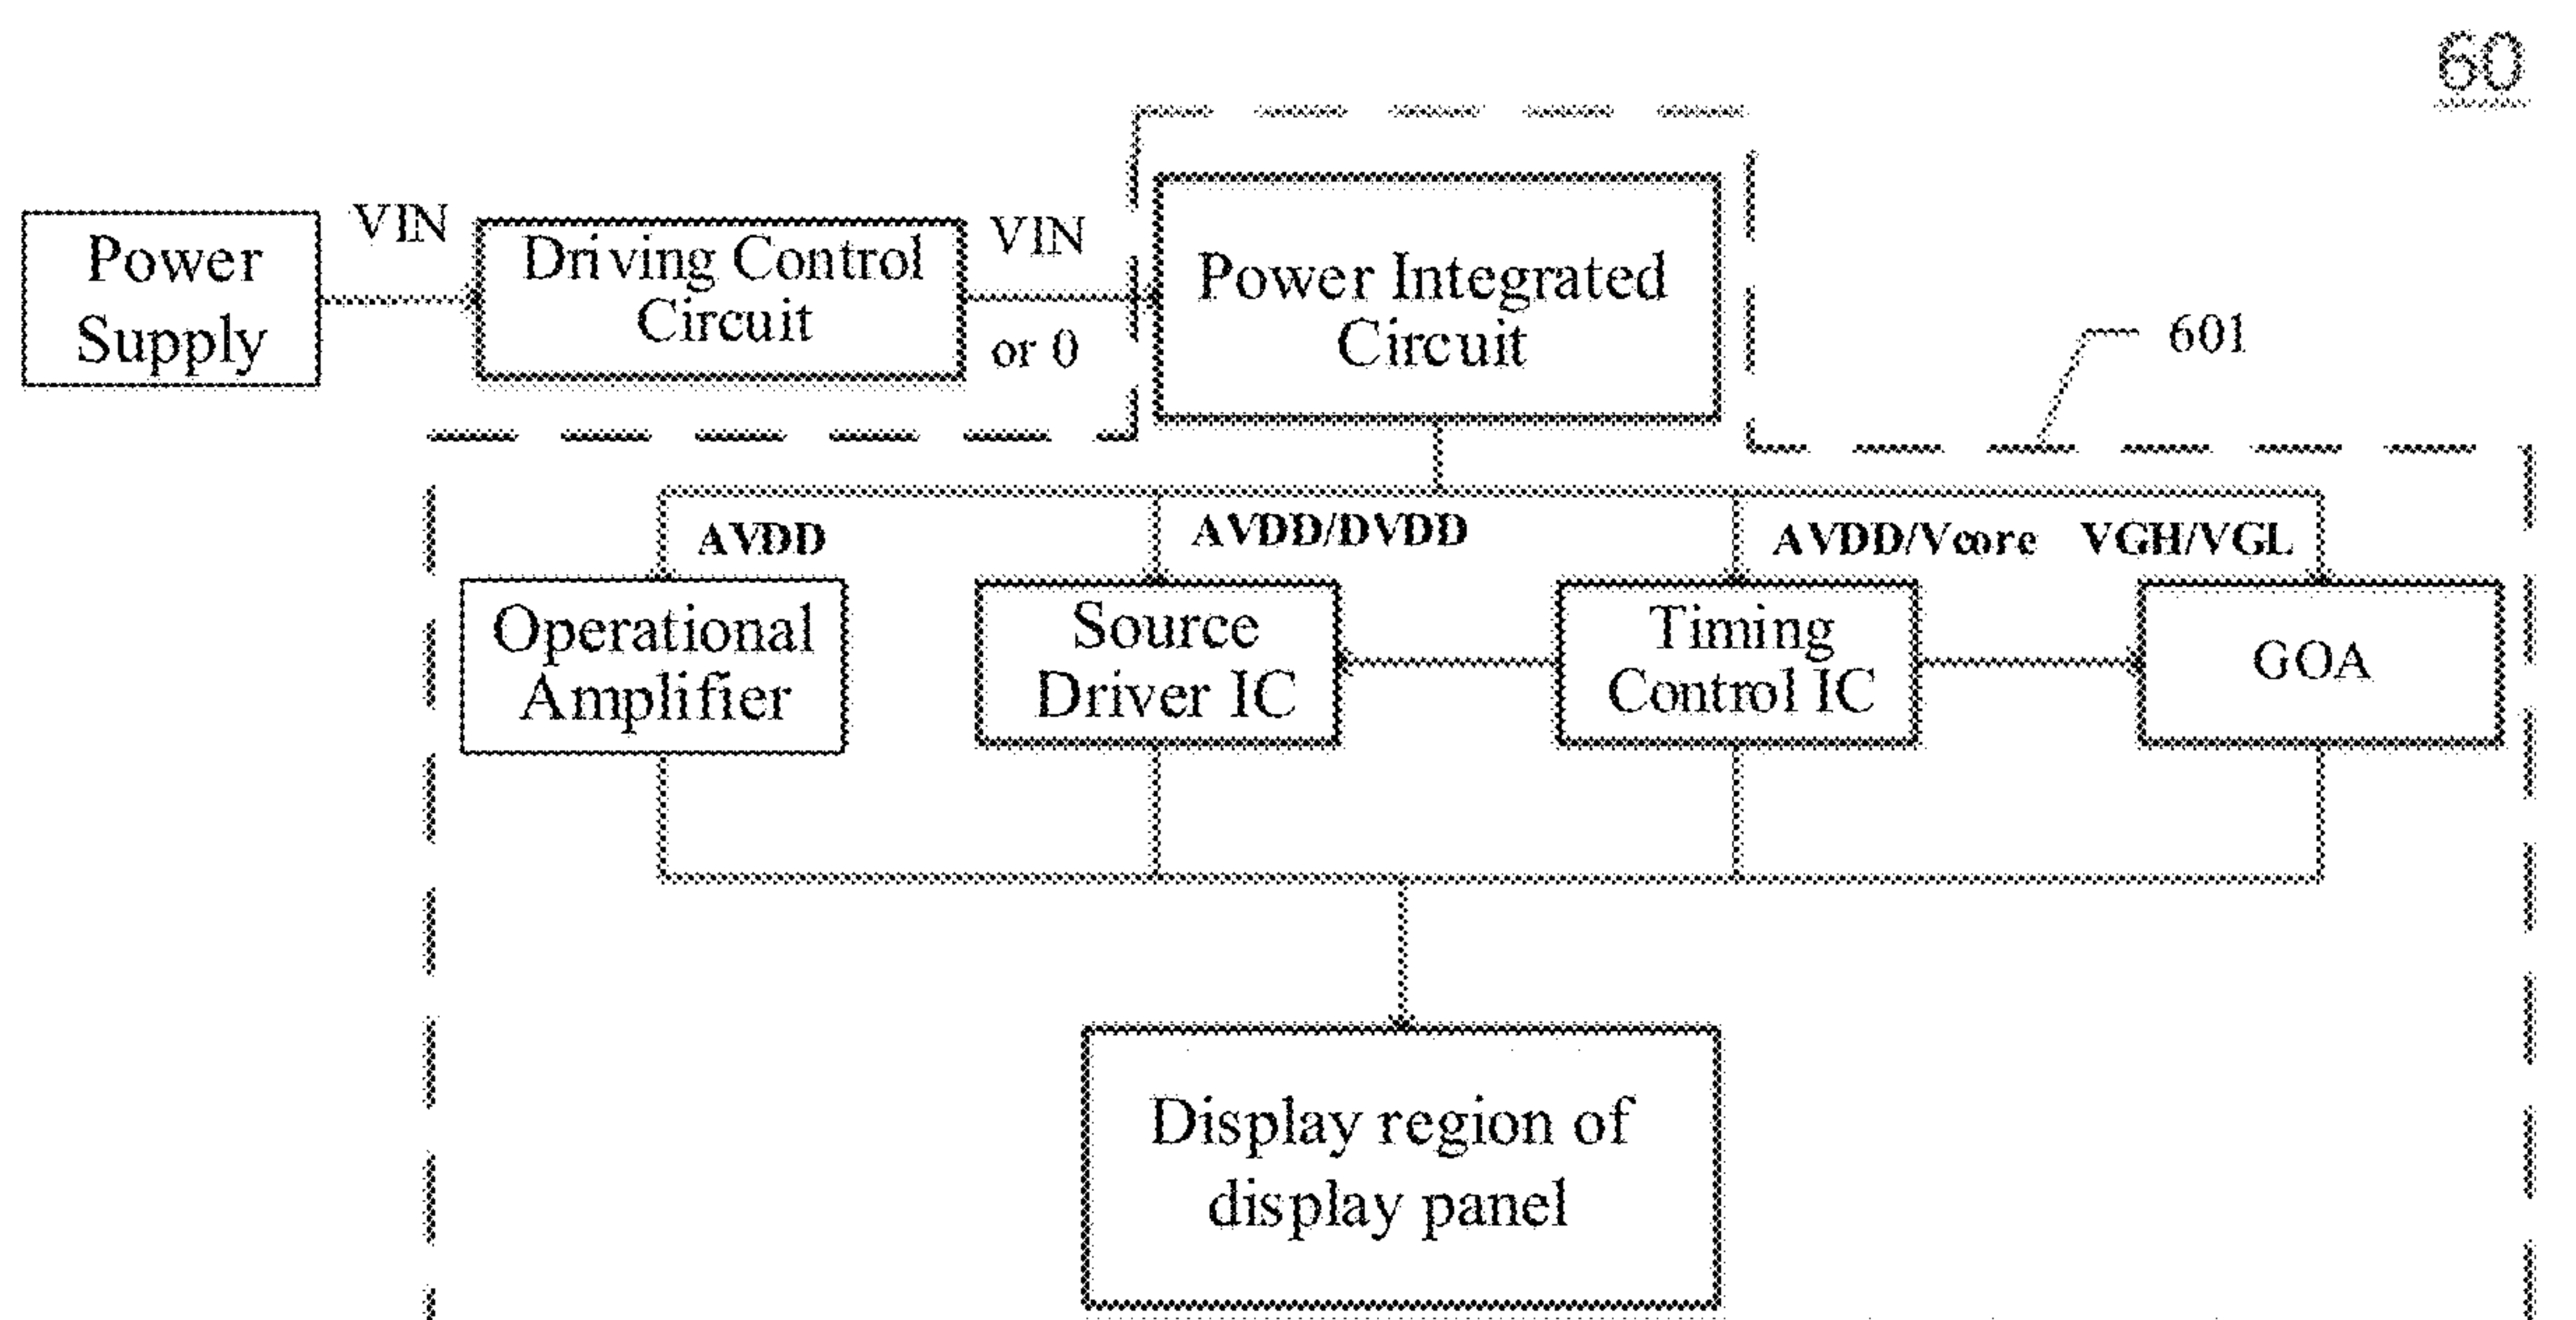 60
Power
Supply
VIN
Driving Control
Circuit
VIN
or 0
Power Integrated
Circuit
601
AVDD
AVDD/DVDD
AVDD/Vcore
VGH/VGL
Operational
Amplifier
Source
Driver IC
Timing
Control IC
GOA
Display region of
display panel